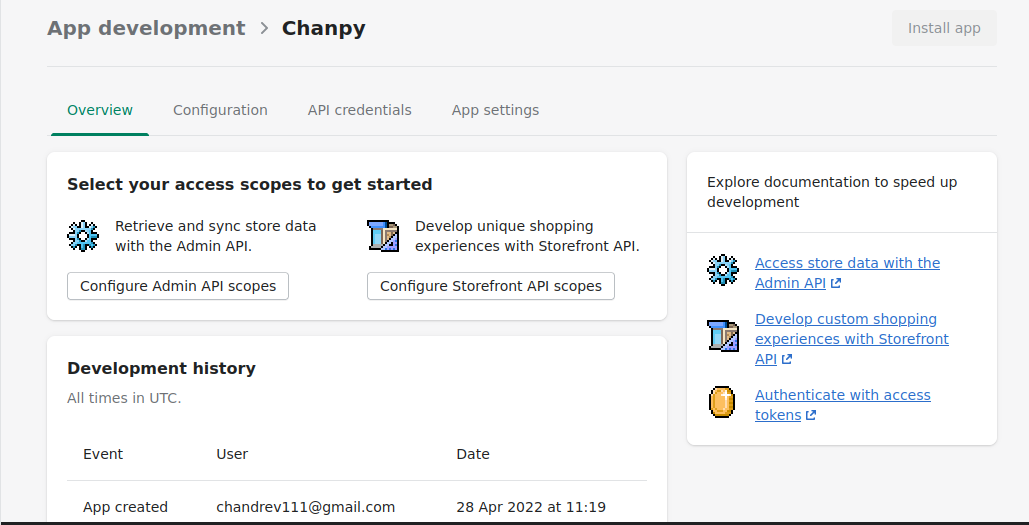 App development > Chanpy
Install app
Overview
Configuration
API credentials
App settings
Select your access scopes to get started
Retrieve and sync store data
with the Admin API.
Configure Admin API scopes
Develop unique shopping
experiences with Storefront API.
Configure Storefront API scopes
Explore documentation to speed up
development
Access store data with the
Admin API
Develop custom shopping
experiences with Storefront
API
Authenticate with access
tokens
Development history
All times in UTC.
Event User Date
App created chandrev111@gmail.com 28 Apr 2022 at 11:19